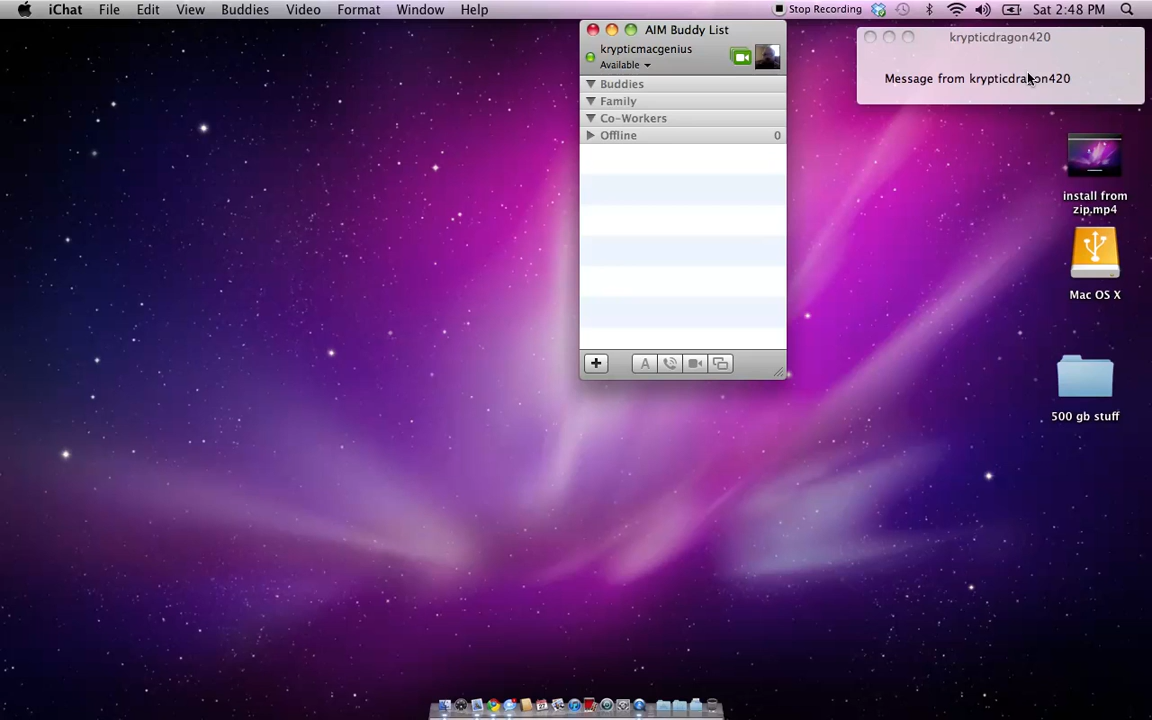 iChat File Edit View Buddies Video Format Window Help Stop Recording Sat 2:48 PM
AIM Buddy List
krypticmacgenius
Available
Buddies
Family
Co-Workers
Offline 0
A
krypticdragon420
Message from krypticdragon420
install from
zip.mp4
Mac OS X
500 gb stuff